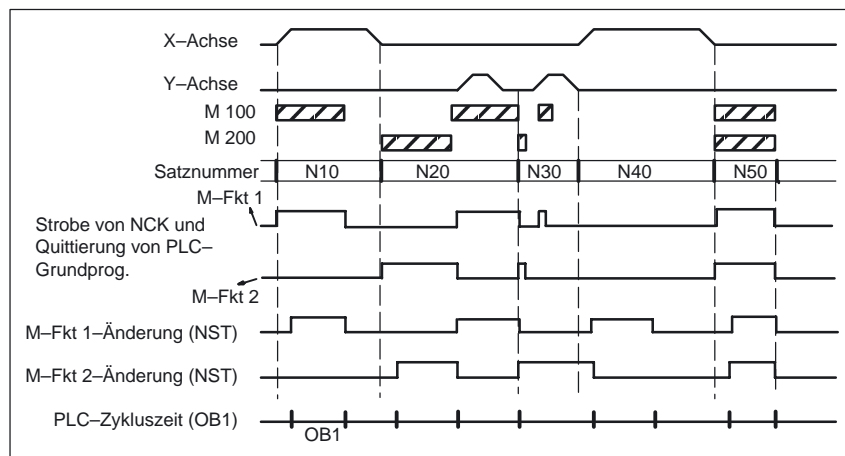 X–Achse
Y–Achse
M 100
M 200
Satznummer N10 N20 N30 N40 N50
M–Fkt 1
Strobe von NCK und
Quittierung von PLC–
Grundprog.
M–Fkt 2
M–Fkt 1–Änderung (NST)
M–Fkt 2–Änderung (NST)
PLC–Zykluszeit (OB1)
OB1